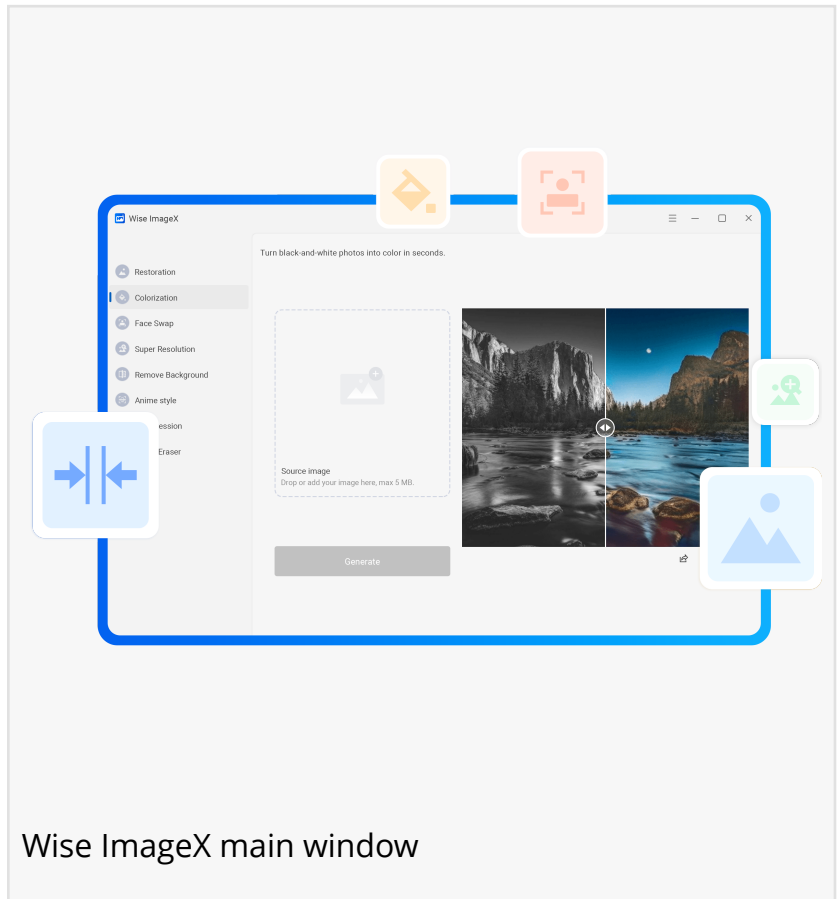 Wise ImageX
Turn black-and-white photos into color in seconds.
Restoration
Colorization
Face Swap
Super Resolution
Remove Background
Anime style
Eraser
Source image
Drop or add your image here, max 5 MB.
Generate
Wise ImageX main window